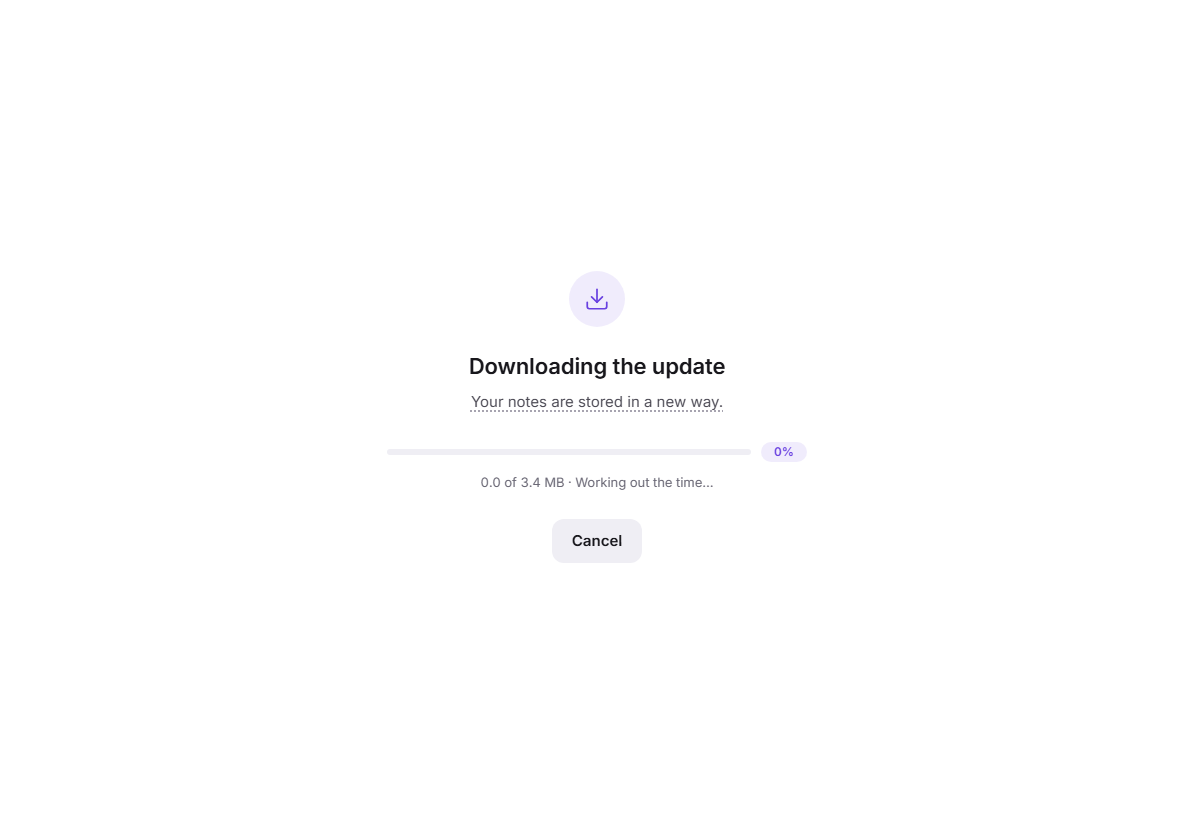 Downloading the update
Your notes are stored in a new way.
0%
0.0 of 3.4 MB · Working out the time...
Cancel